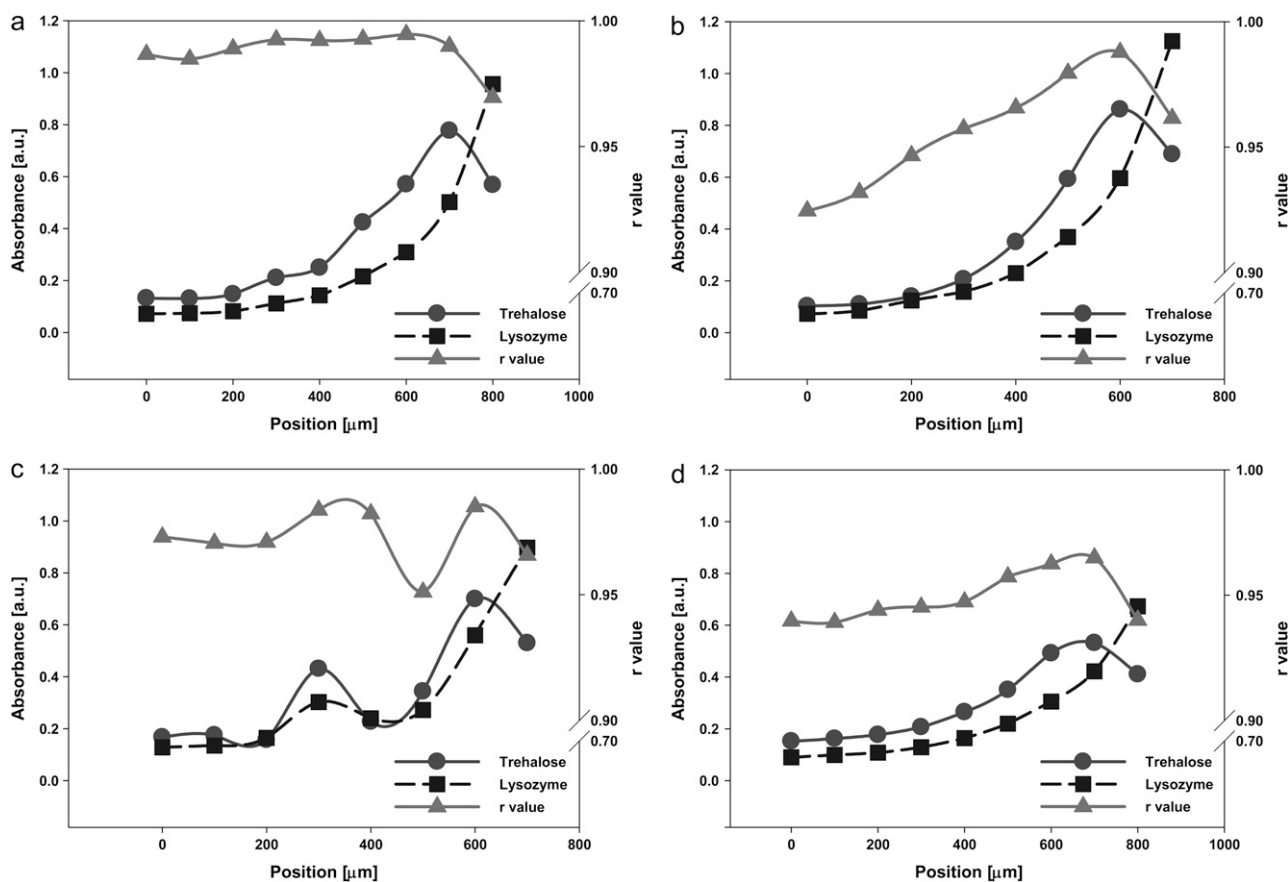 a
1.2
1.0
0.8
0.6
0.4
0.2
0.0
Absorbance [a.u.]
1.00
0.95
0.90
0.70
r value
Trehalose
Lysozyme
r value
0 200 400 600 800 1000
Position [μm]
b
1.2
1.0
0.8
0.6
0.4
0.2
0.0
Absorbance [a.u.]
1.00
0.95
0.90
0.70
r value
Trehalose
Lysozyme
r value
0 200 400 600 800
Position [μm]
c
1.2
1.0
0.8
0.6
0.4
0.2
0.0
Absorbance [a.u.]
1.00
0.95
0.90
0.70
r value
Trehalose
Lysozyme
r value
0 200 400 600 800
Position [μm]
d
1.2
1.0
0.8
0.6
0.4
0.2
0.0
Absorbance [a.u.]
1.00
0.95
0.90
0.70
r value
Trehalose
Lysozyme
r value
0 200 400 600 800 1000
Position [μm]